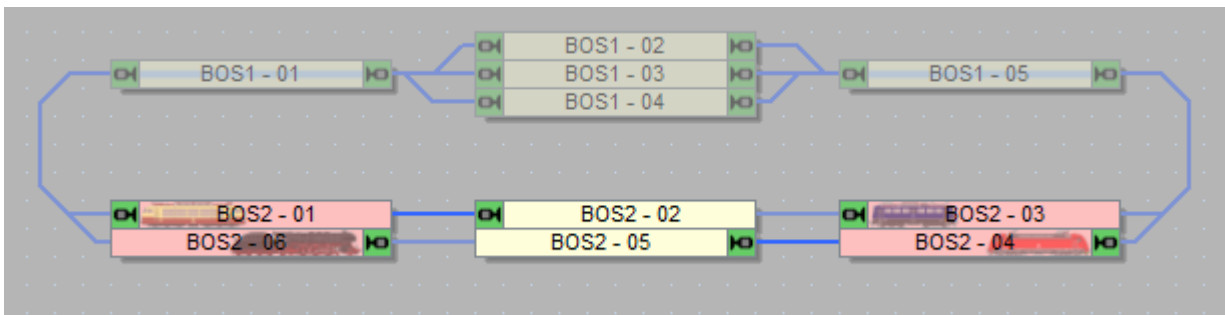 BOS1 - 02
BOS1 - 01
BOS1 - 03
BOS1 - 05
BOS1 - 04
BOS2 - 01
BOS2 - 02
BOS2 - 03
BOS2 - 06
BOS2 - 05
BOS2 - 04